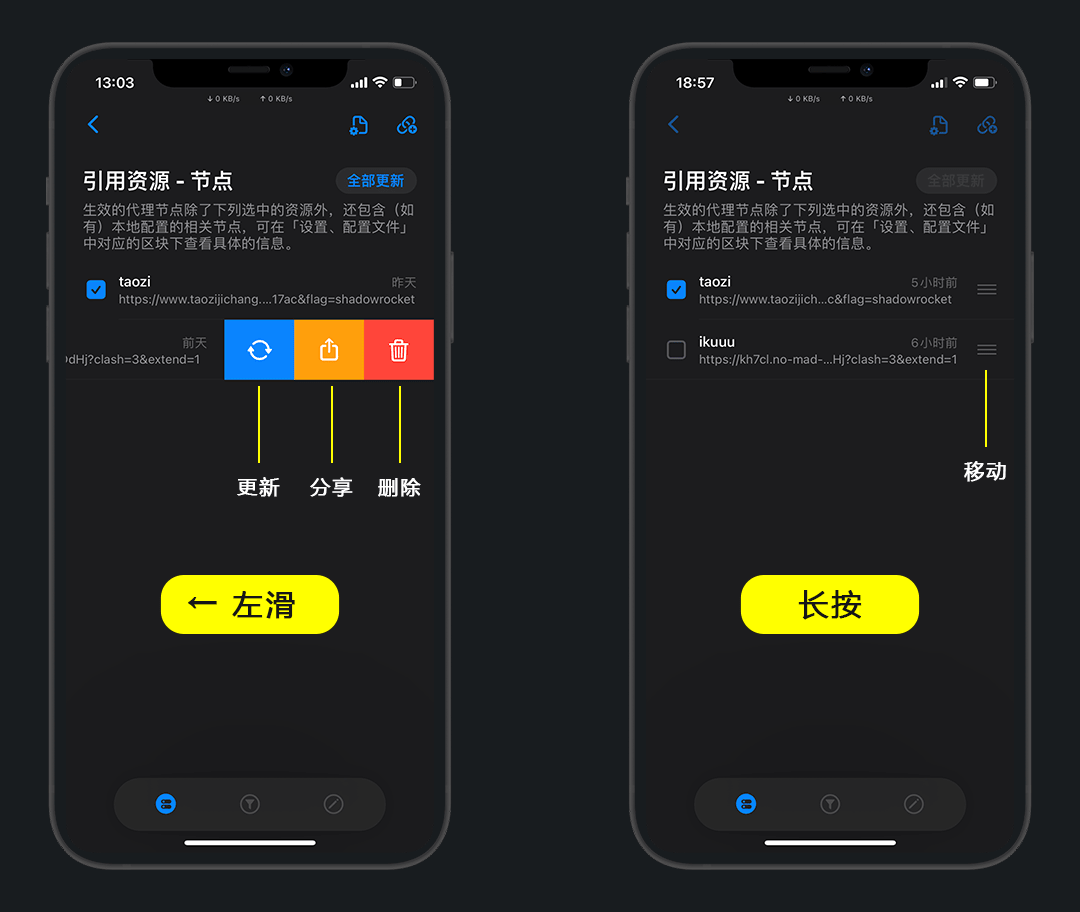 13:03
↓ 0 KB/s ↑ 0 KB/s
引用资源 - 节点
全部更新
生效的代理节点除了下列选中的资源外，还包含（如
有）本地配置的相关节点，可在「设置、配置文件」
中对应的区块下查看具体的信息。
taozi
昨天
https://www.taozijichang....17ac&flag=shadowrocket
前天
dHj?clash=3&extend=1
更新
分享
删除
← 左滑
18:57
↓ 0 KB/s ↑ 0 KB/s
引用资源 - 节点
全部更新
生效的代理节点除了下列选中的资源外，还包含（如
有）本地配置的相关节点，可在「设置、配置文件」
中对应的区块下查看具体的信息。
taozi
5小时前
https://www.taozijich...c&flag=shadowrocket
ikuuu
6小时前
https://kh7cl.no-mad-...Hj?clash=3&extend=1
移动
长按